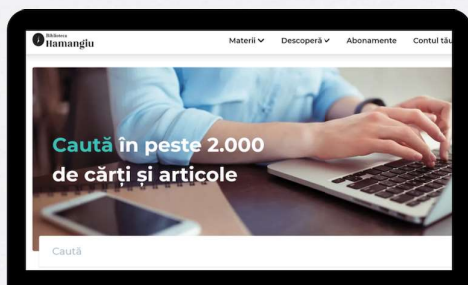 Biblioteca
Hamangiu
Materii
Descoperă
Abonamente
Contul tău
Caută în peste 2.000
de cărți și articole
Caută